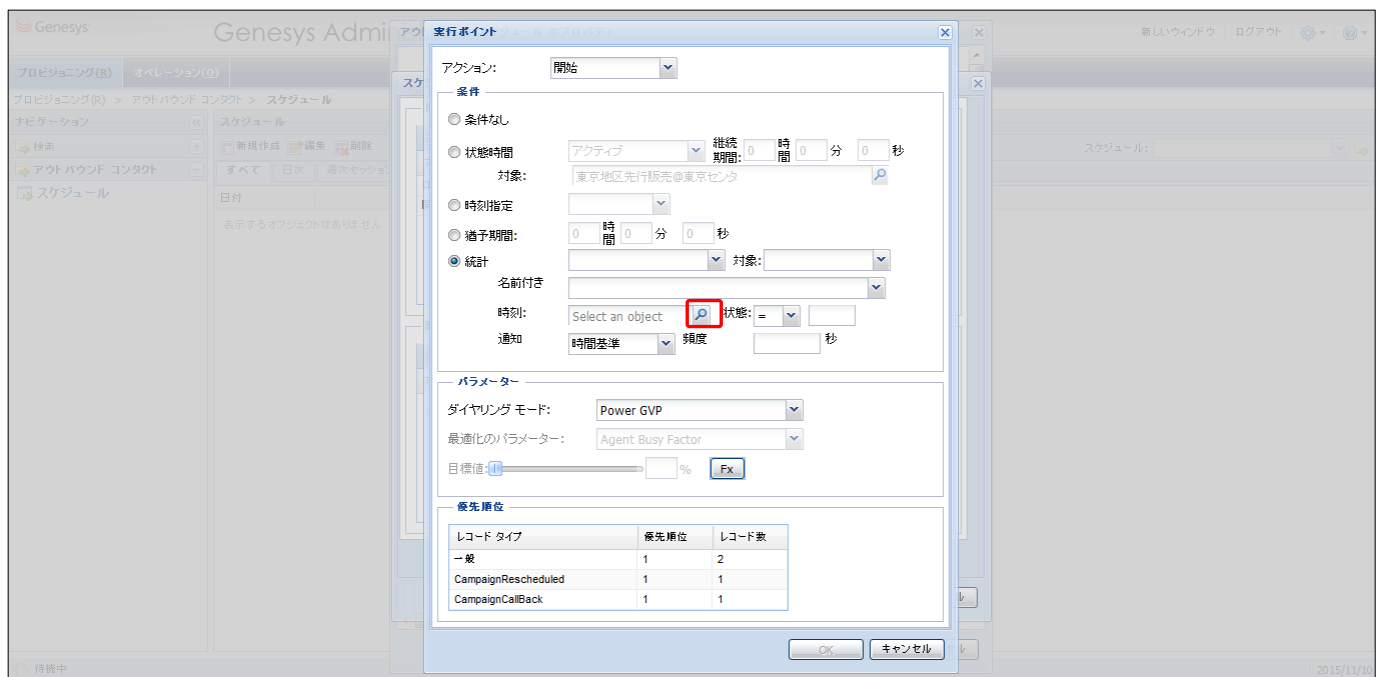 Genesys
Genesys Admi
新しいウィンドウ ログアウト
プロビジョニング(R) オペレーション(O)
プロビジョニング(R) > アウトバウンド コンタクト > スケジュール
ナビゲーション
検索
アウトバウンド コンタクト
スケジュール
スケジュール
新規作成 編集 削除
スケジュール:
すべて 日次 週次セッション
日付
表示するオブジェクトはありません
実行ポイント
アクション: 開始
条件
条件なし
状態時間 アクティブ 継続期間: 0 時間 0 分 0 秒
対象: 東京地区先行販売@東京センタ
時刻指定
猶予期間: 0 時間 0 分 0 秒
統計 対象:
名前付き
時刻: Select an object 状態: =
通知 時間基準 頻度 秒
パラメーター
ダイヤリング モード: Power GVP
最適化のパラメーター: Agent Busy Factor
目標値: % Fx
優先順位
レコード タイプ 優先順位 レコード数
一般 1 2
CampaignRescheduled 1 1
CampaignCallBack 1 1
OK キャンセル
待機中
2015/11/10